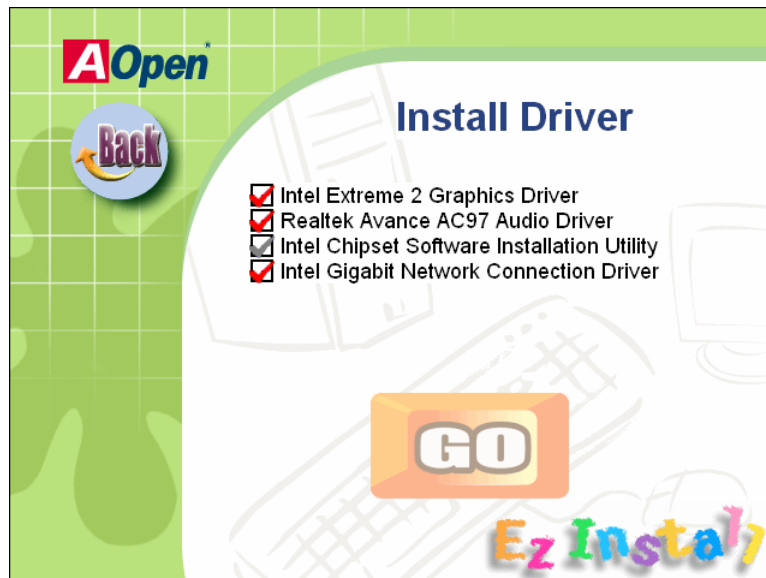 AOpen®
Back
Install Driver
Intel Extreme 2 Graphics Driver
Realtek Avance AC97 Audio Driver
Intel Chipset Software Installation Utility
Intel Gigabit Network Connection Driver
GO
Ez Install